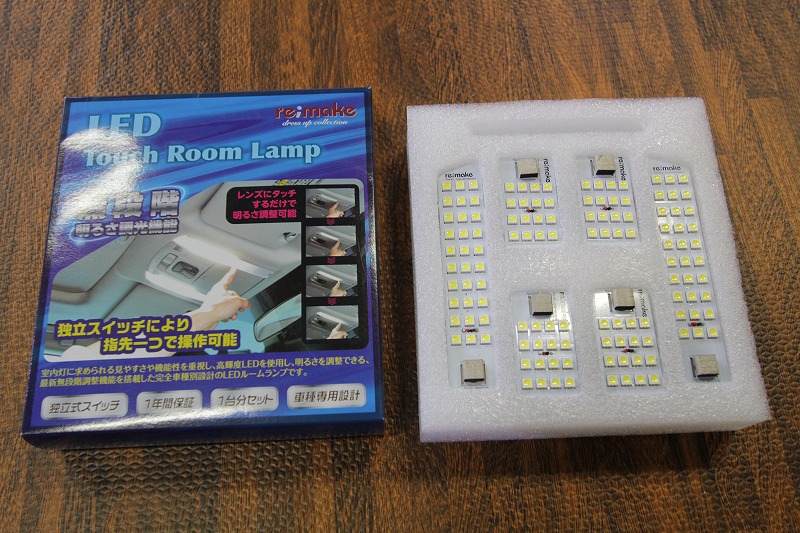 re:make
dress up collection
LED
Touch Room Lamp
無段階
明るさ調光機能
レンズにタッチ
するだけで
明るさ調整可能
独立スイッチにより
指先一つで操作可能
室内灯に求められる見やすさや機能性を重視し、高輝度LEDを使用し、明るさを調整できる、
最新無段階調整機能を搭載した完全車種別設計のLEDルームランプです。
独立式スイッチ
1年間保証
1台分セット
車種専用設計
re:make
re:make
re:make
re:make
re:make
re:make